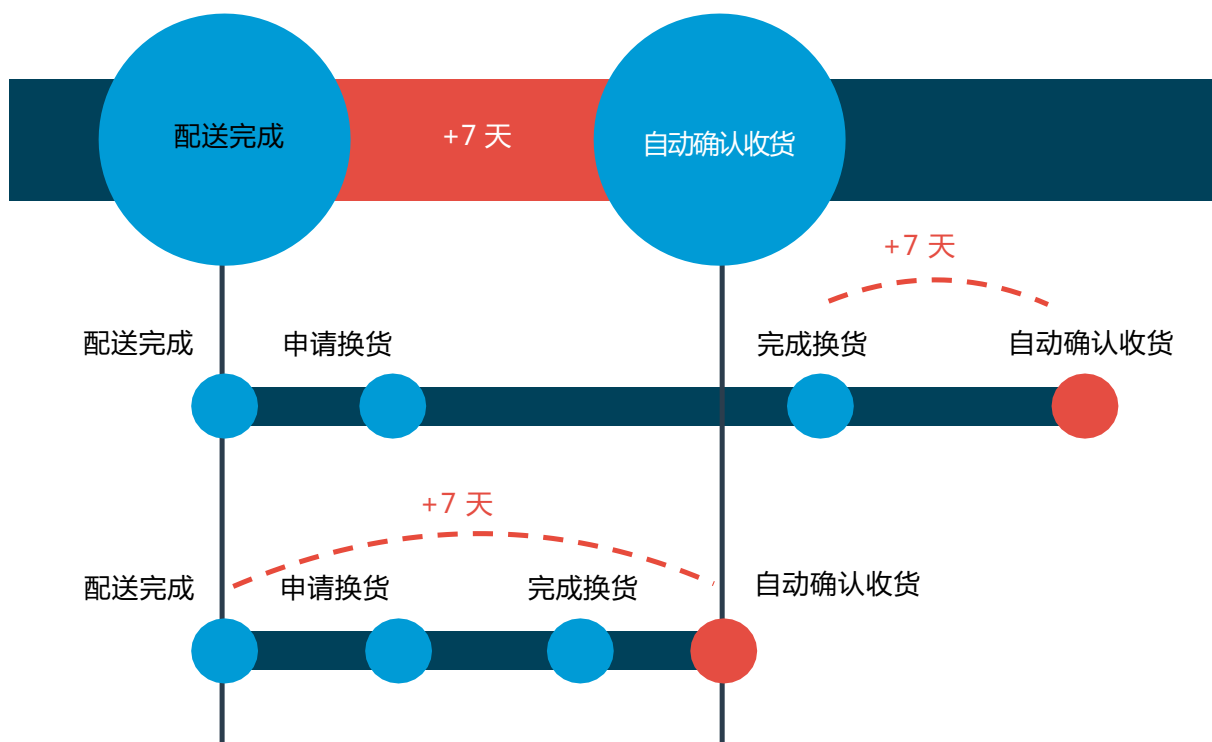 配送完成
+7 天
自动确认收货
+7 天
配送完成
申请换货
完成换货
自动确认收货
+7 天
配送完成
申请换货
完成换货
自动确认收货